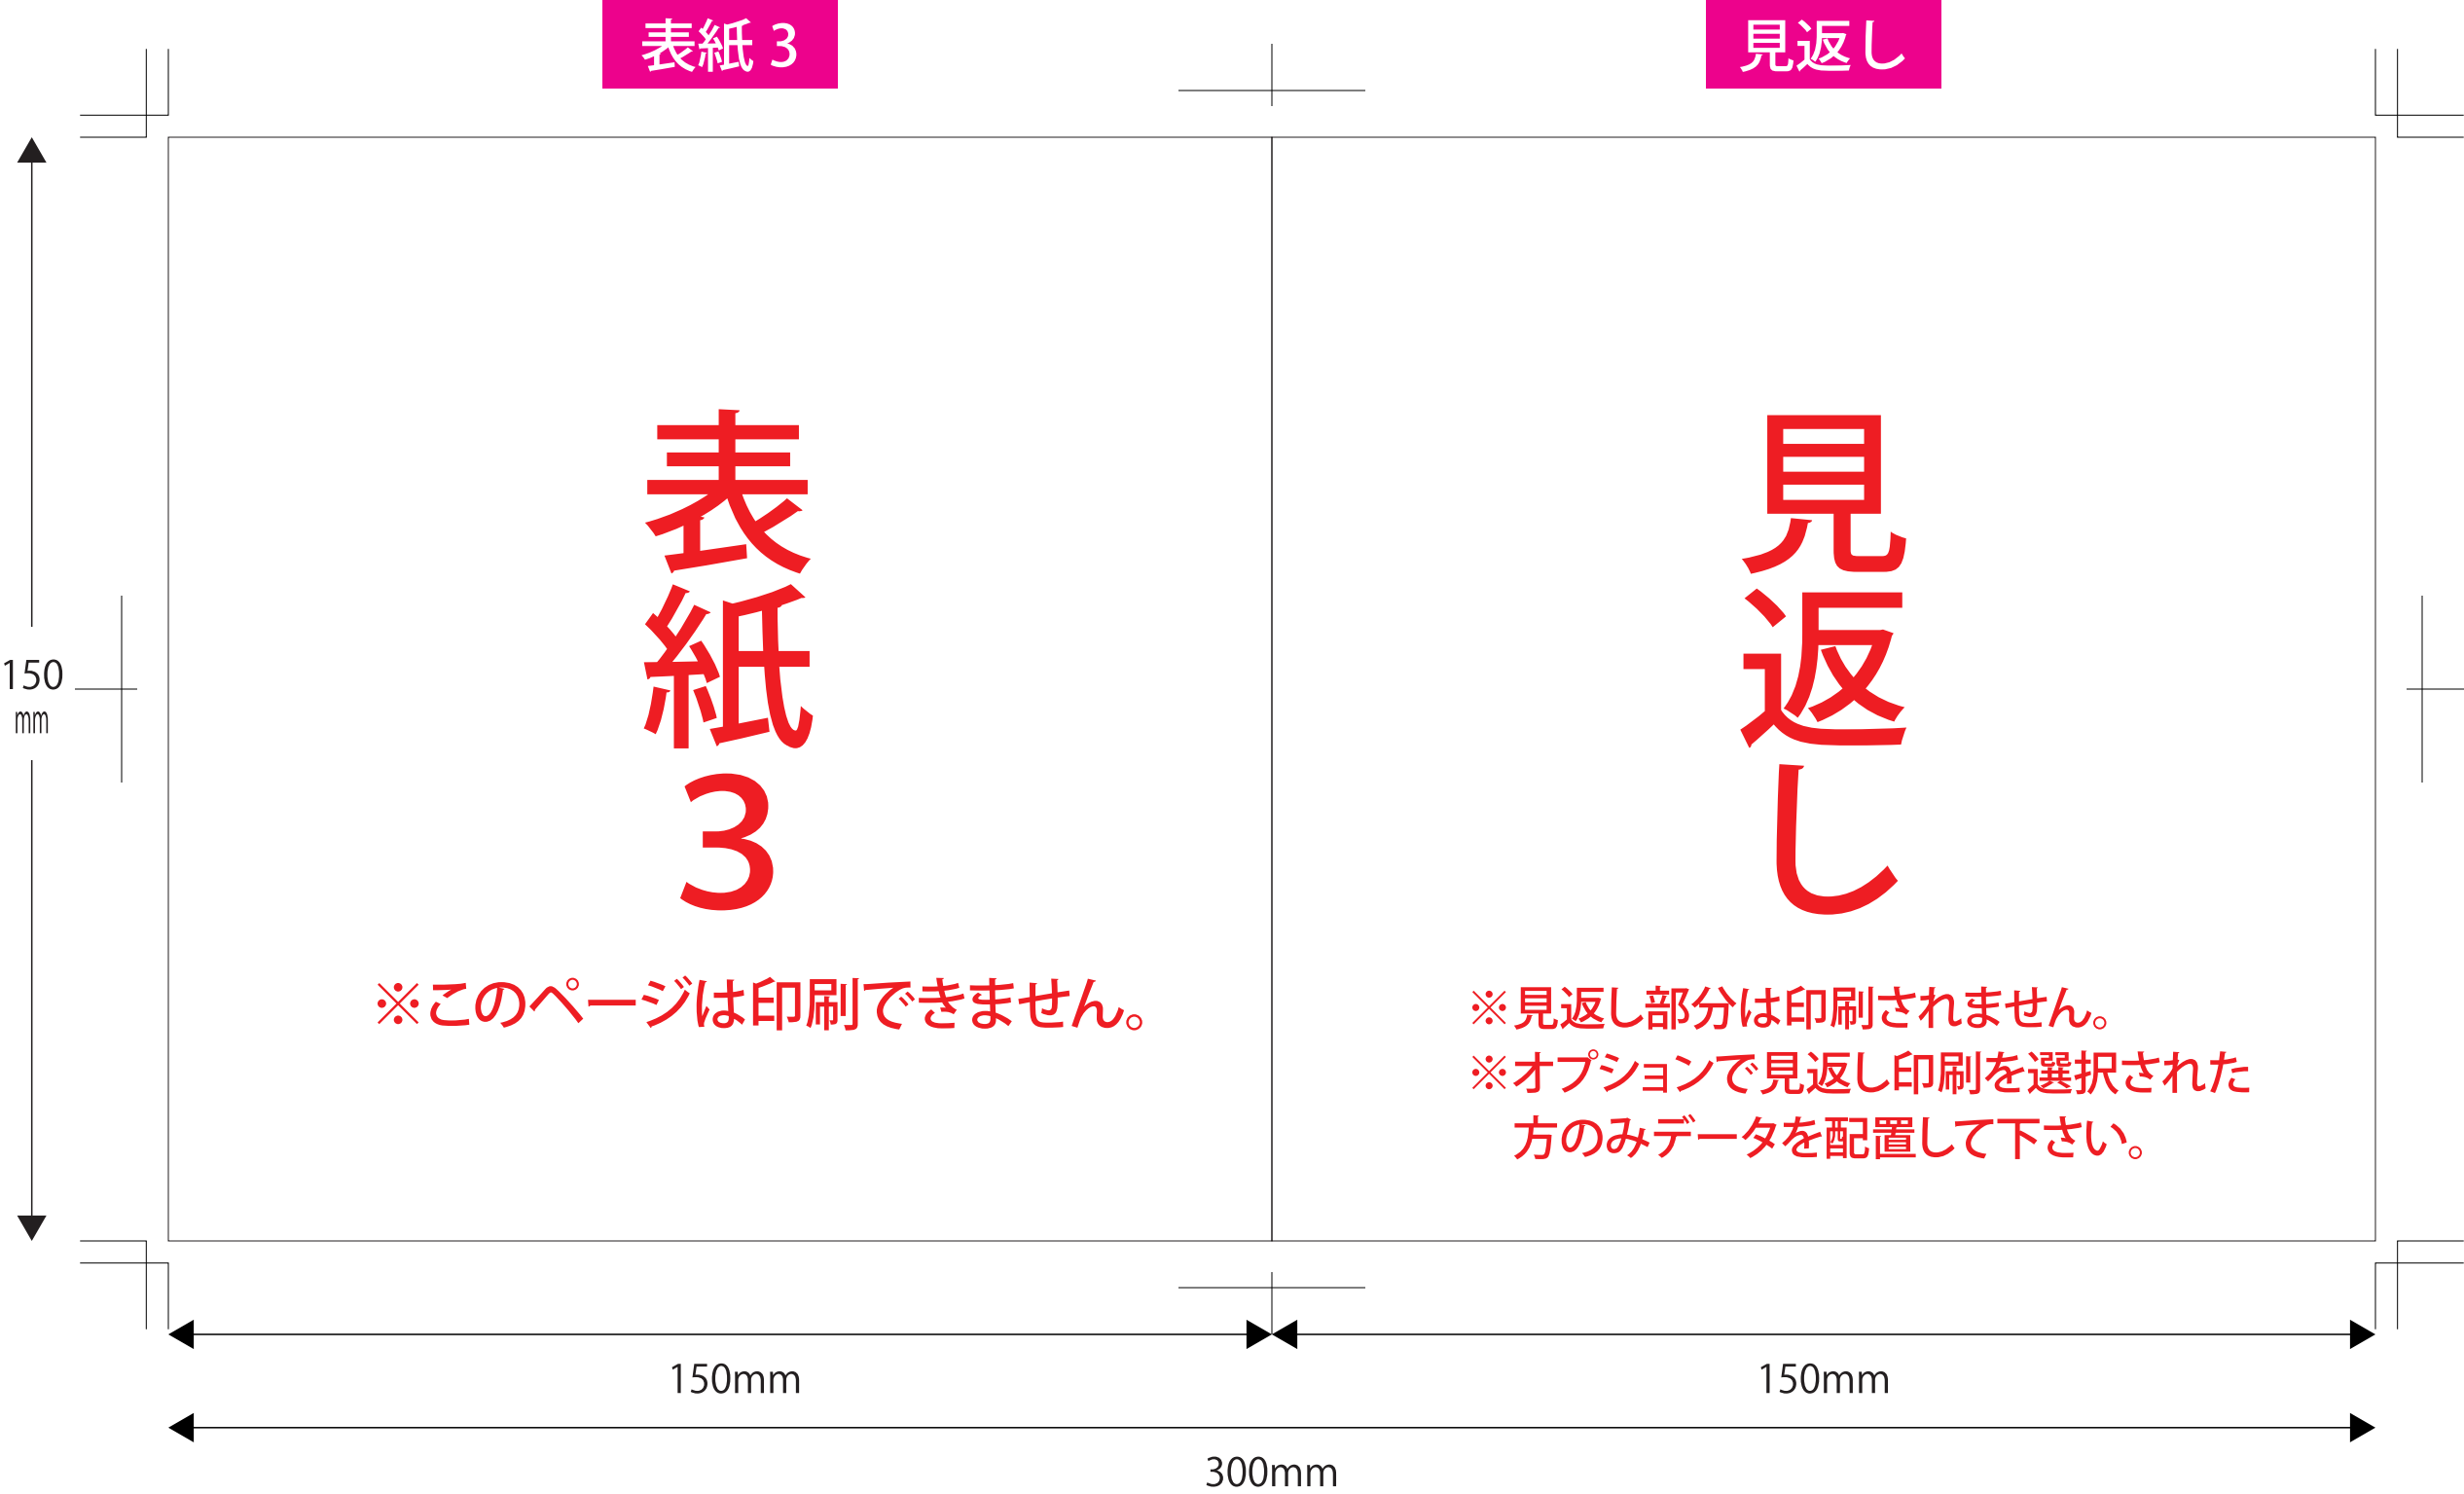 表紙 3
見返し
表紙3
※このページは印刷できません。
見返し
※見返し部分は印刷されません。
※オプションで見返し印刷を選択された
方のみデータを配置して下さい。
150
mm
150mm
150mm
300mm